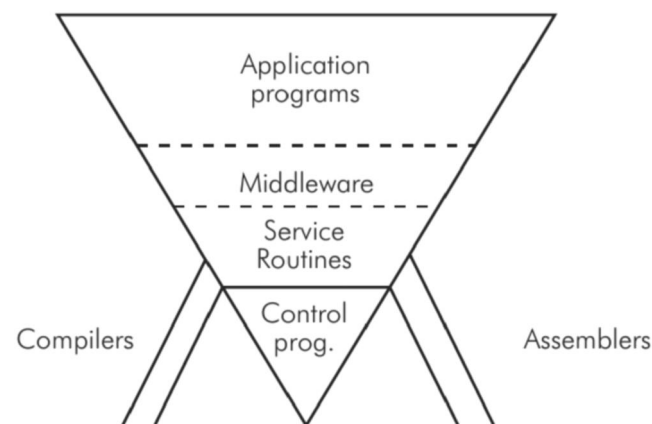 Application
programs
Middleware
Service
Routines
Control
prog.
Compilers
Assemblers